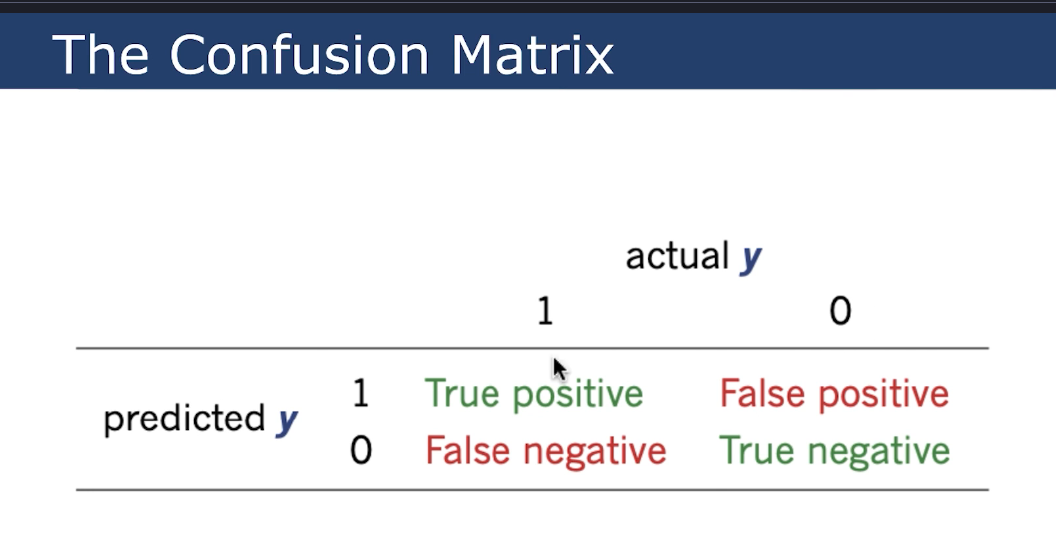 The Confusion Matrix
actual y
1 0
1 True positive False positive
predicted y
0 False negative True negative